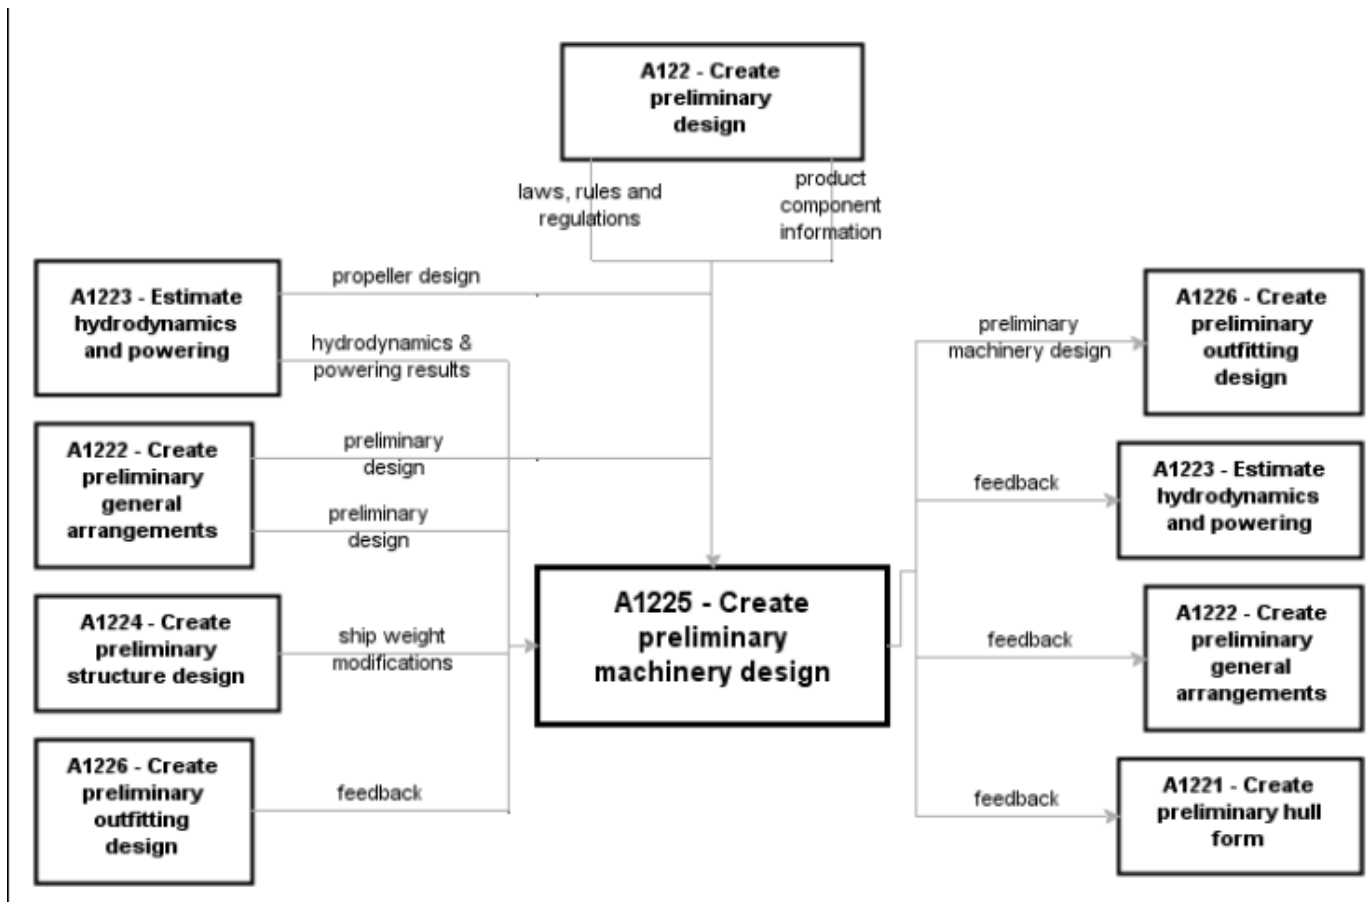 A122 - Create
preliminary
design
laws, rules and
regulations
product
component
information
A1223 - Estimate
hydrodynamics
and powering
propeller design
hydrodynamics &
powering results
A1222 - Create
preliminary
general
arrangements
preliminary
design
preliminary
design
A1224 - Create
preliminary
structure design
ship weight
modifications
A1226 - Create
preliminary
outfitting
design
feedback
A1225 - Create
preliminary
machinery design
preliminary
machinery design
A1226 - Create
preliminary
outfitting
design
feedback
A1223 - Estimate
hydrodynamics
and powering
feedback
A1222 - Create
preliminary
general
arrangements
feedback
A1221 - Create
preliminary hull
form